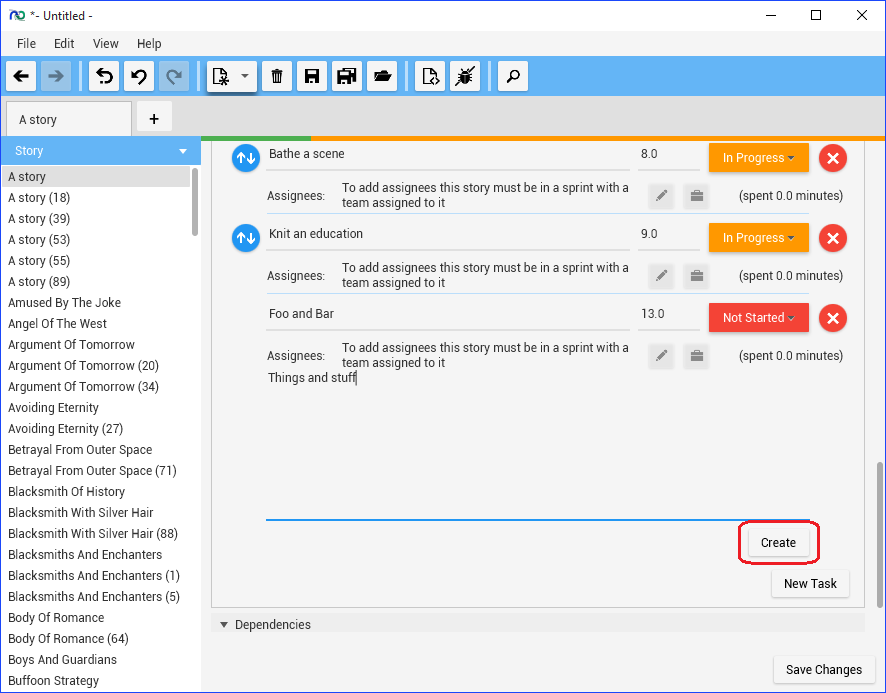 *- Untitled -
File Edit View Help
A story
+
Story
A story
A story (18)
A story (39)
A story (53)
A story (55)
A story (89)
Amused By The Joke
Angel Of The West
Argument Of Tomorrow
Argument Of Tomorrow (20)
Argument Of Tomorrow (34)
Avoiding Eternity
Avoiding Eternity (27)
Betrayal From Outer Space
Betrayal From Outer Space (71)
Blacksmith Of History
Blacksmith With Silver Hair
Blacksmith With Silver Hair (88)
Blacksmiths And Enchanters
Blacksmiths And Enchanters (1)
Blacksmiths And Enchanters (5)
Body Of Romance
Body Of Romance (64)
Boys And Guardians
Buffoon Strategy
Bathe a scene 8.0 In Progress
Assignees: To add assignees this story must be in a sprint with a
team assigned to it
(spent 0.0 minutes)
Knit an education 9.0 In Progress
Assignees: To add assignees this story must be in a sprint with a
team assigned to it
(spent 0.0 minutes)
Foo and Bar 13.0 Not Started
Assignees: To add assignees this story must be in a sprint with a
team assigned to it
(spent 0.0 minutes)
Things and stuff
Create
New Task
Dependencies
Save Changes